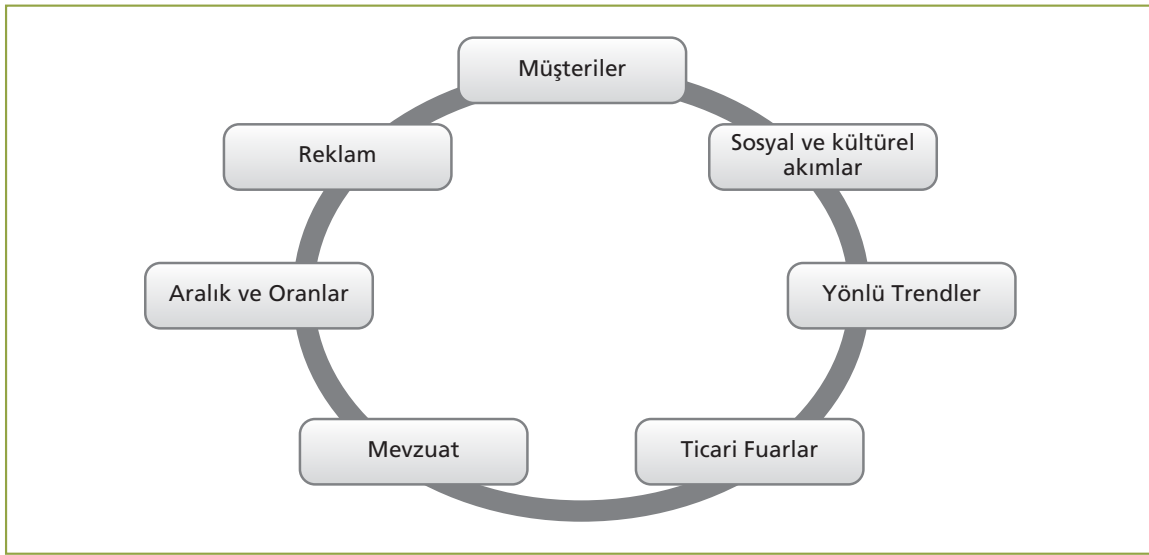 Müşteriler
Sosyal ve kültürel
akımlar
Yönlü Trendler
Ticari Fuarlar
Mevzuat
Aralık ve Oranlar
Reklam